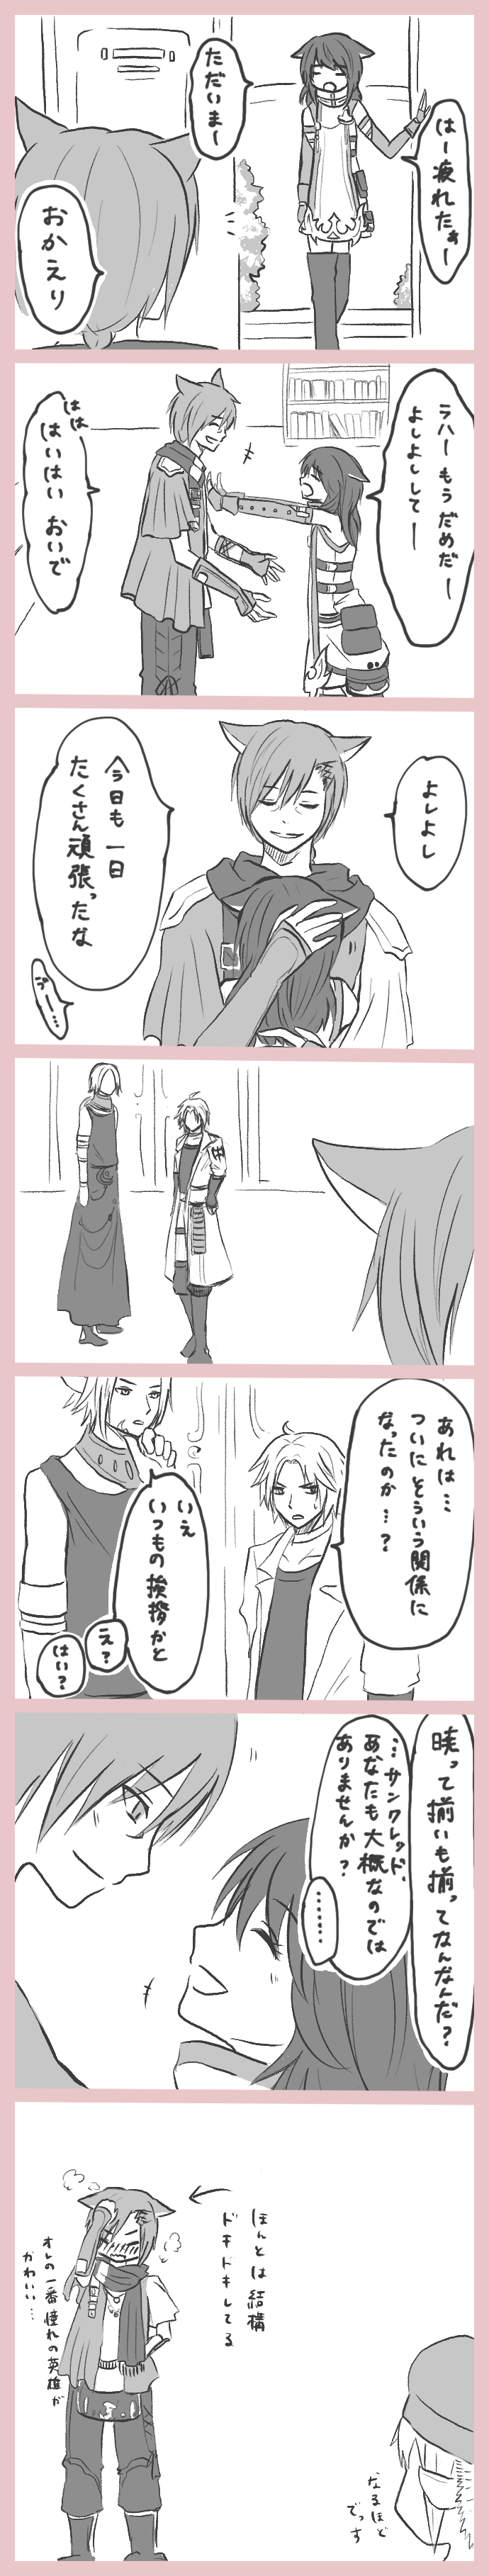 はー疲れたぁー
ただいまー
おかえり
ラハー もうだめだー
よしよしして ー
はは
はいはい おいで
よしよし
今日も 一日
たくさん頑張ったな
あれは…
ついに そういう関係に
なったのか…？
いえ
いつもの挨拶かと
え？
はい？
暁って揃いも揃ってなんなんだ？
…サンクレッド、
あなたも大概なのでは
ありませんか？
………
ほんとは結構
ドキドキしてる
オレの一番憧れの英雄が
かわいい…
なるほど
でっす